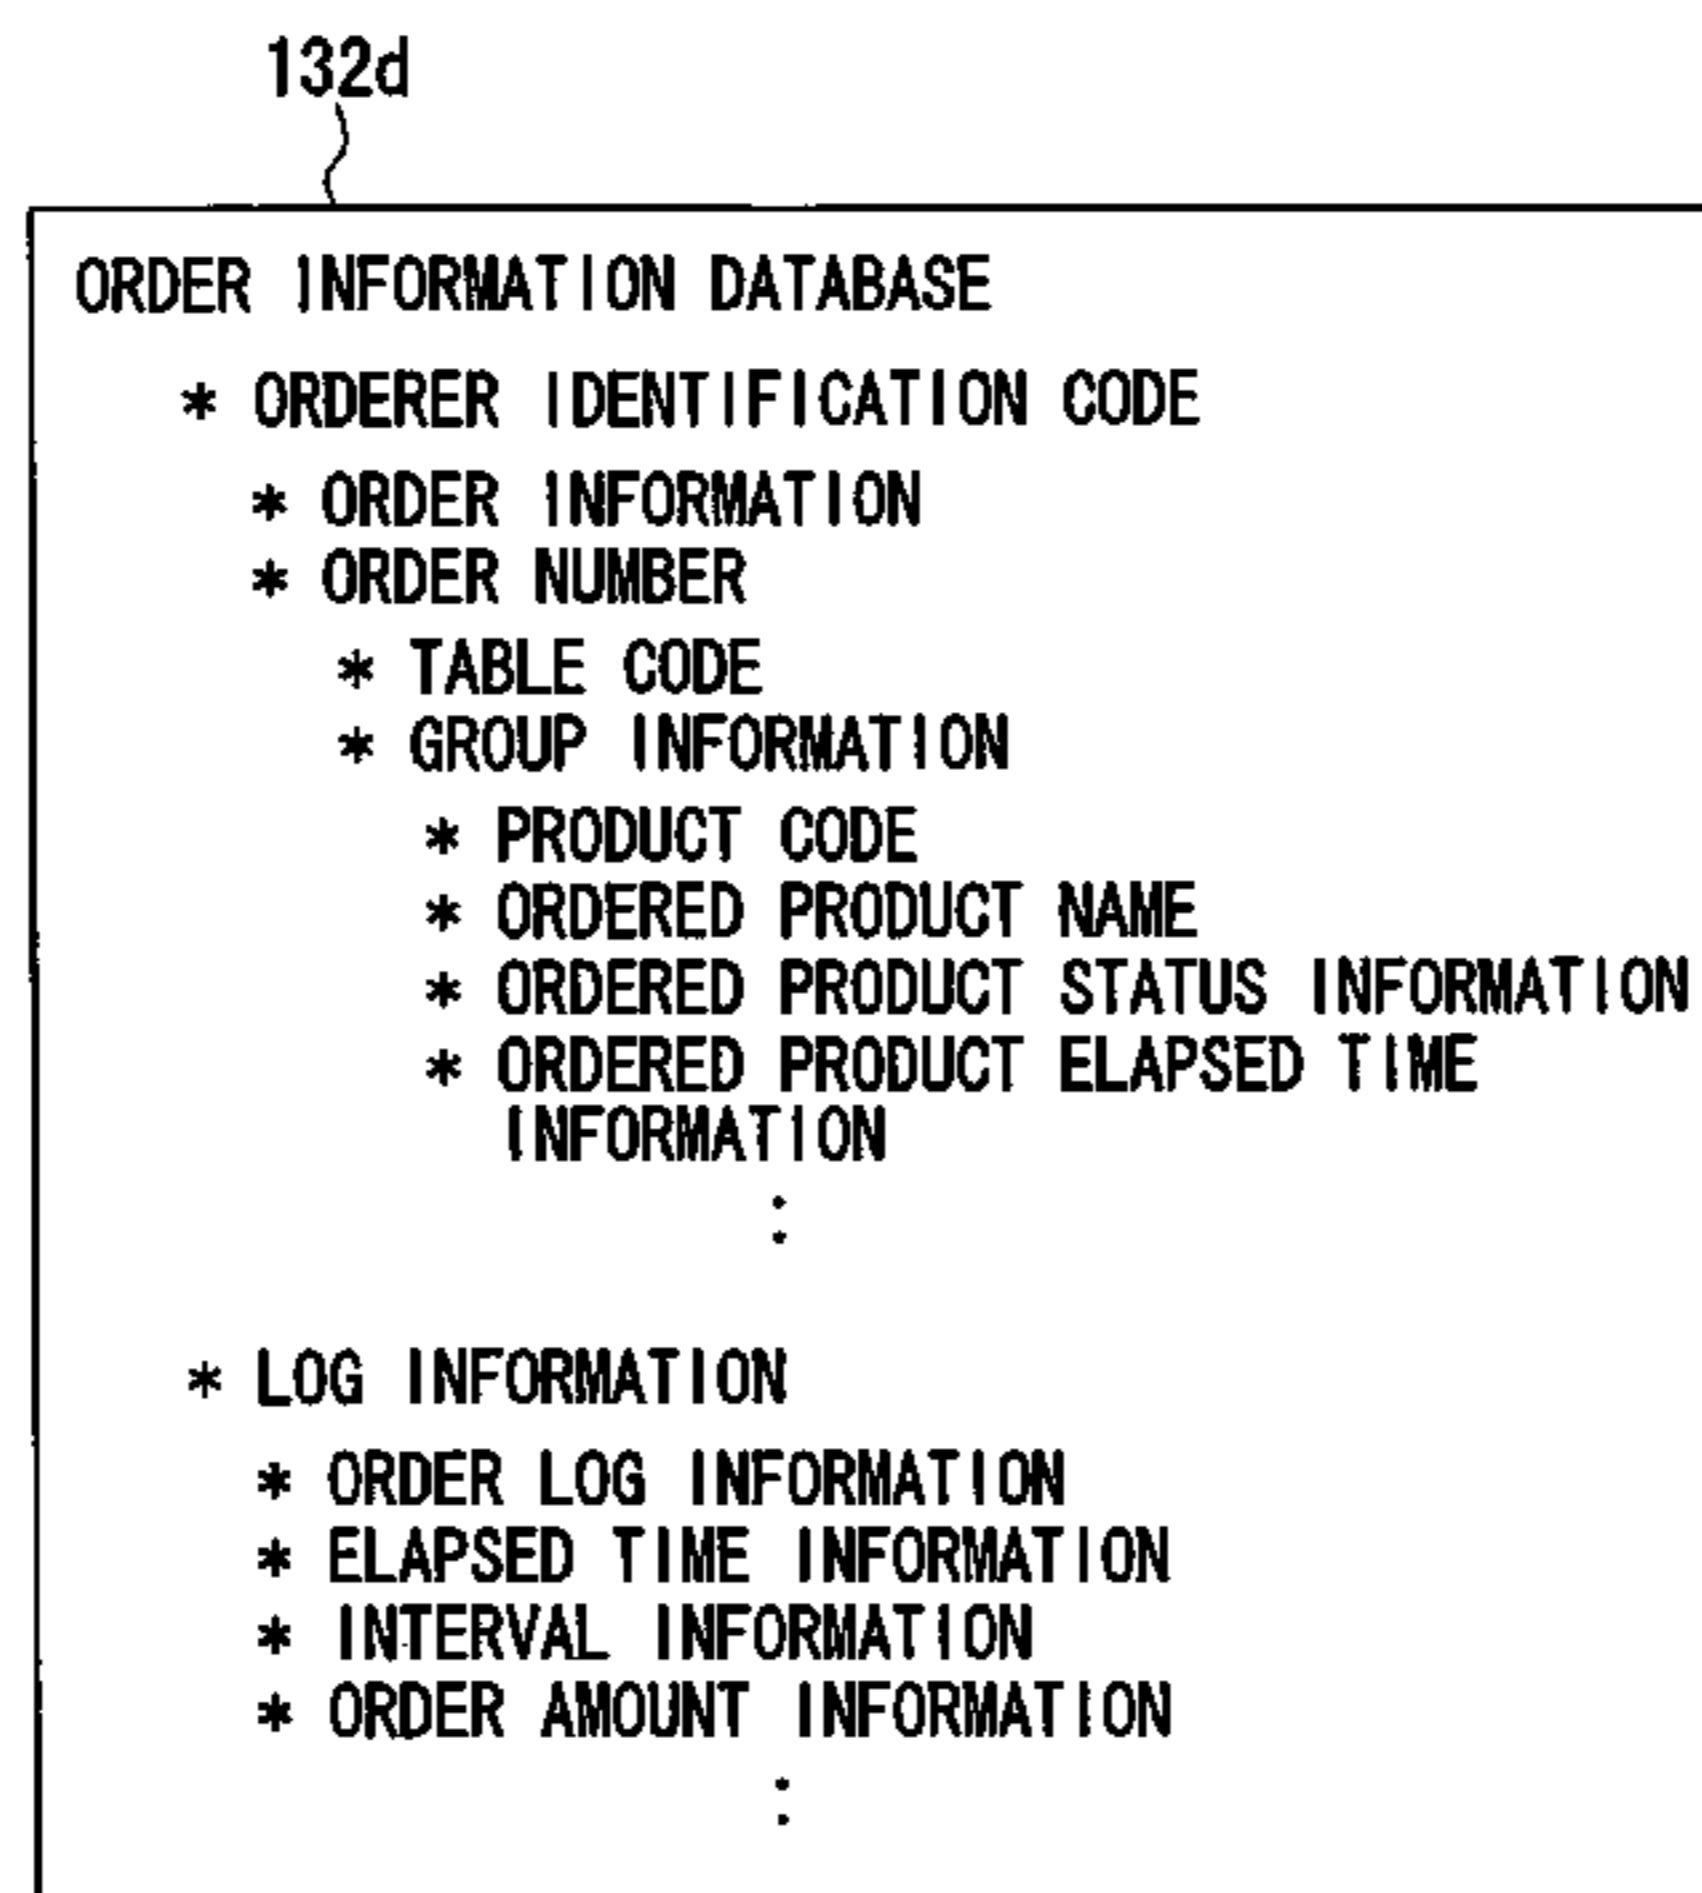 132d
ORDER INFORMATION DATABASE
* ORDERER IDENTIFICATION CODE
* ORDER INFORMATION
* ORDER NUMBER
* TABLE CODE
* GROUP INFORMATION
* PRODUCT CODE
* ORDERED PRODUCT NAME
* ORDERED PRODUCT STATUS INFORMATION
* ORDERED PRODUCT ELAPSED TIME
INFORMATION
:
* LOG INFORMATION
* ORDER LOG INFORMATION
* ELAPSED TIME INFORMATION
* INTERVAL INFORMATION
* ORDER AMOUNT INFORMATION
: